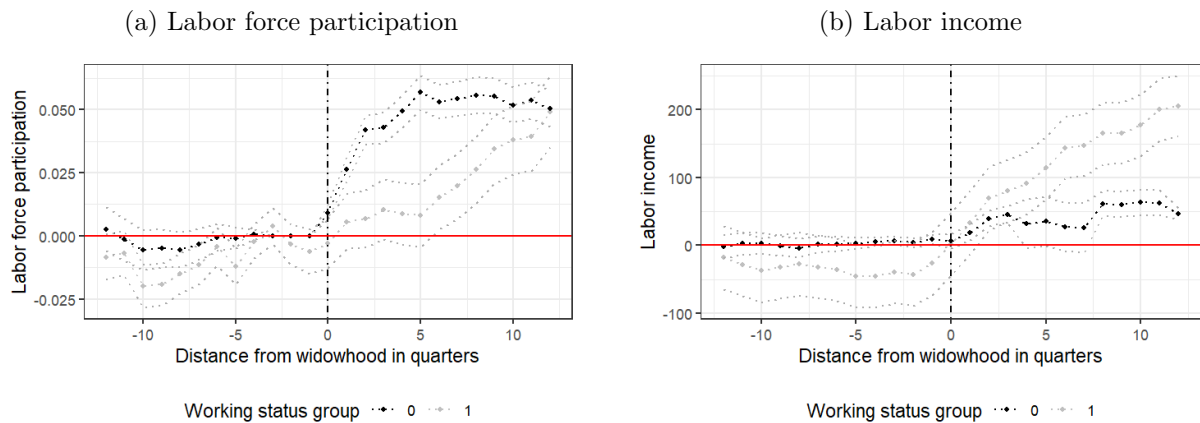 (a) Labor force participation
Labor force participation
0.050
0.025
0.000
-0.025
-10
-5
0
5
10
Distance from widowhood in quarters
Working status group 0 1
(b) Labor income
Labor income
200
100
0
-100
-10
-5
0
5
10
Distance from widowhood in quarters
Working status group 0 1